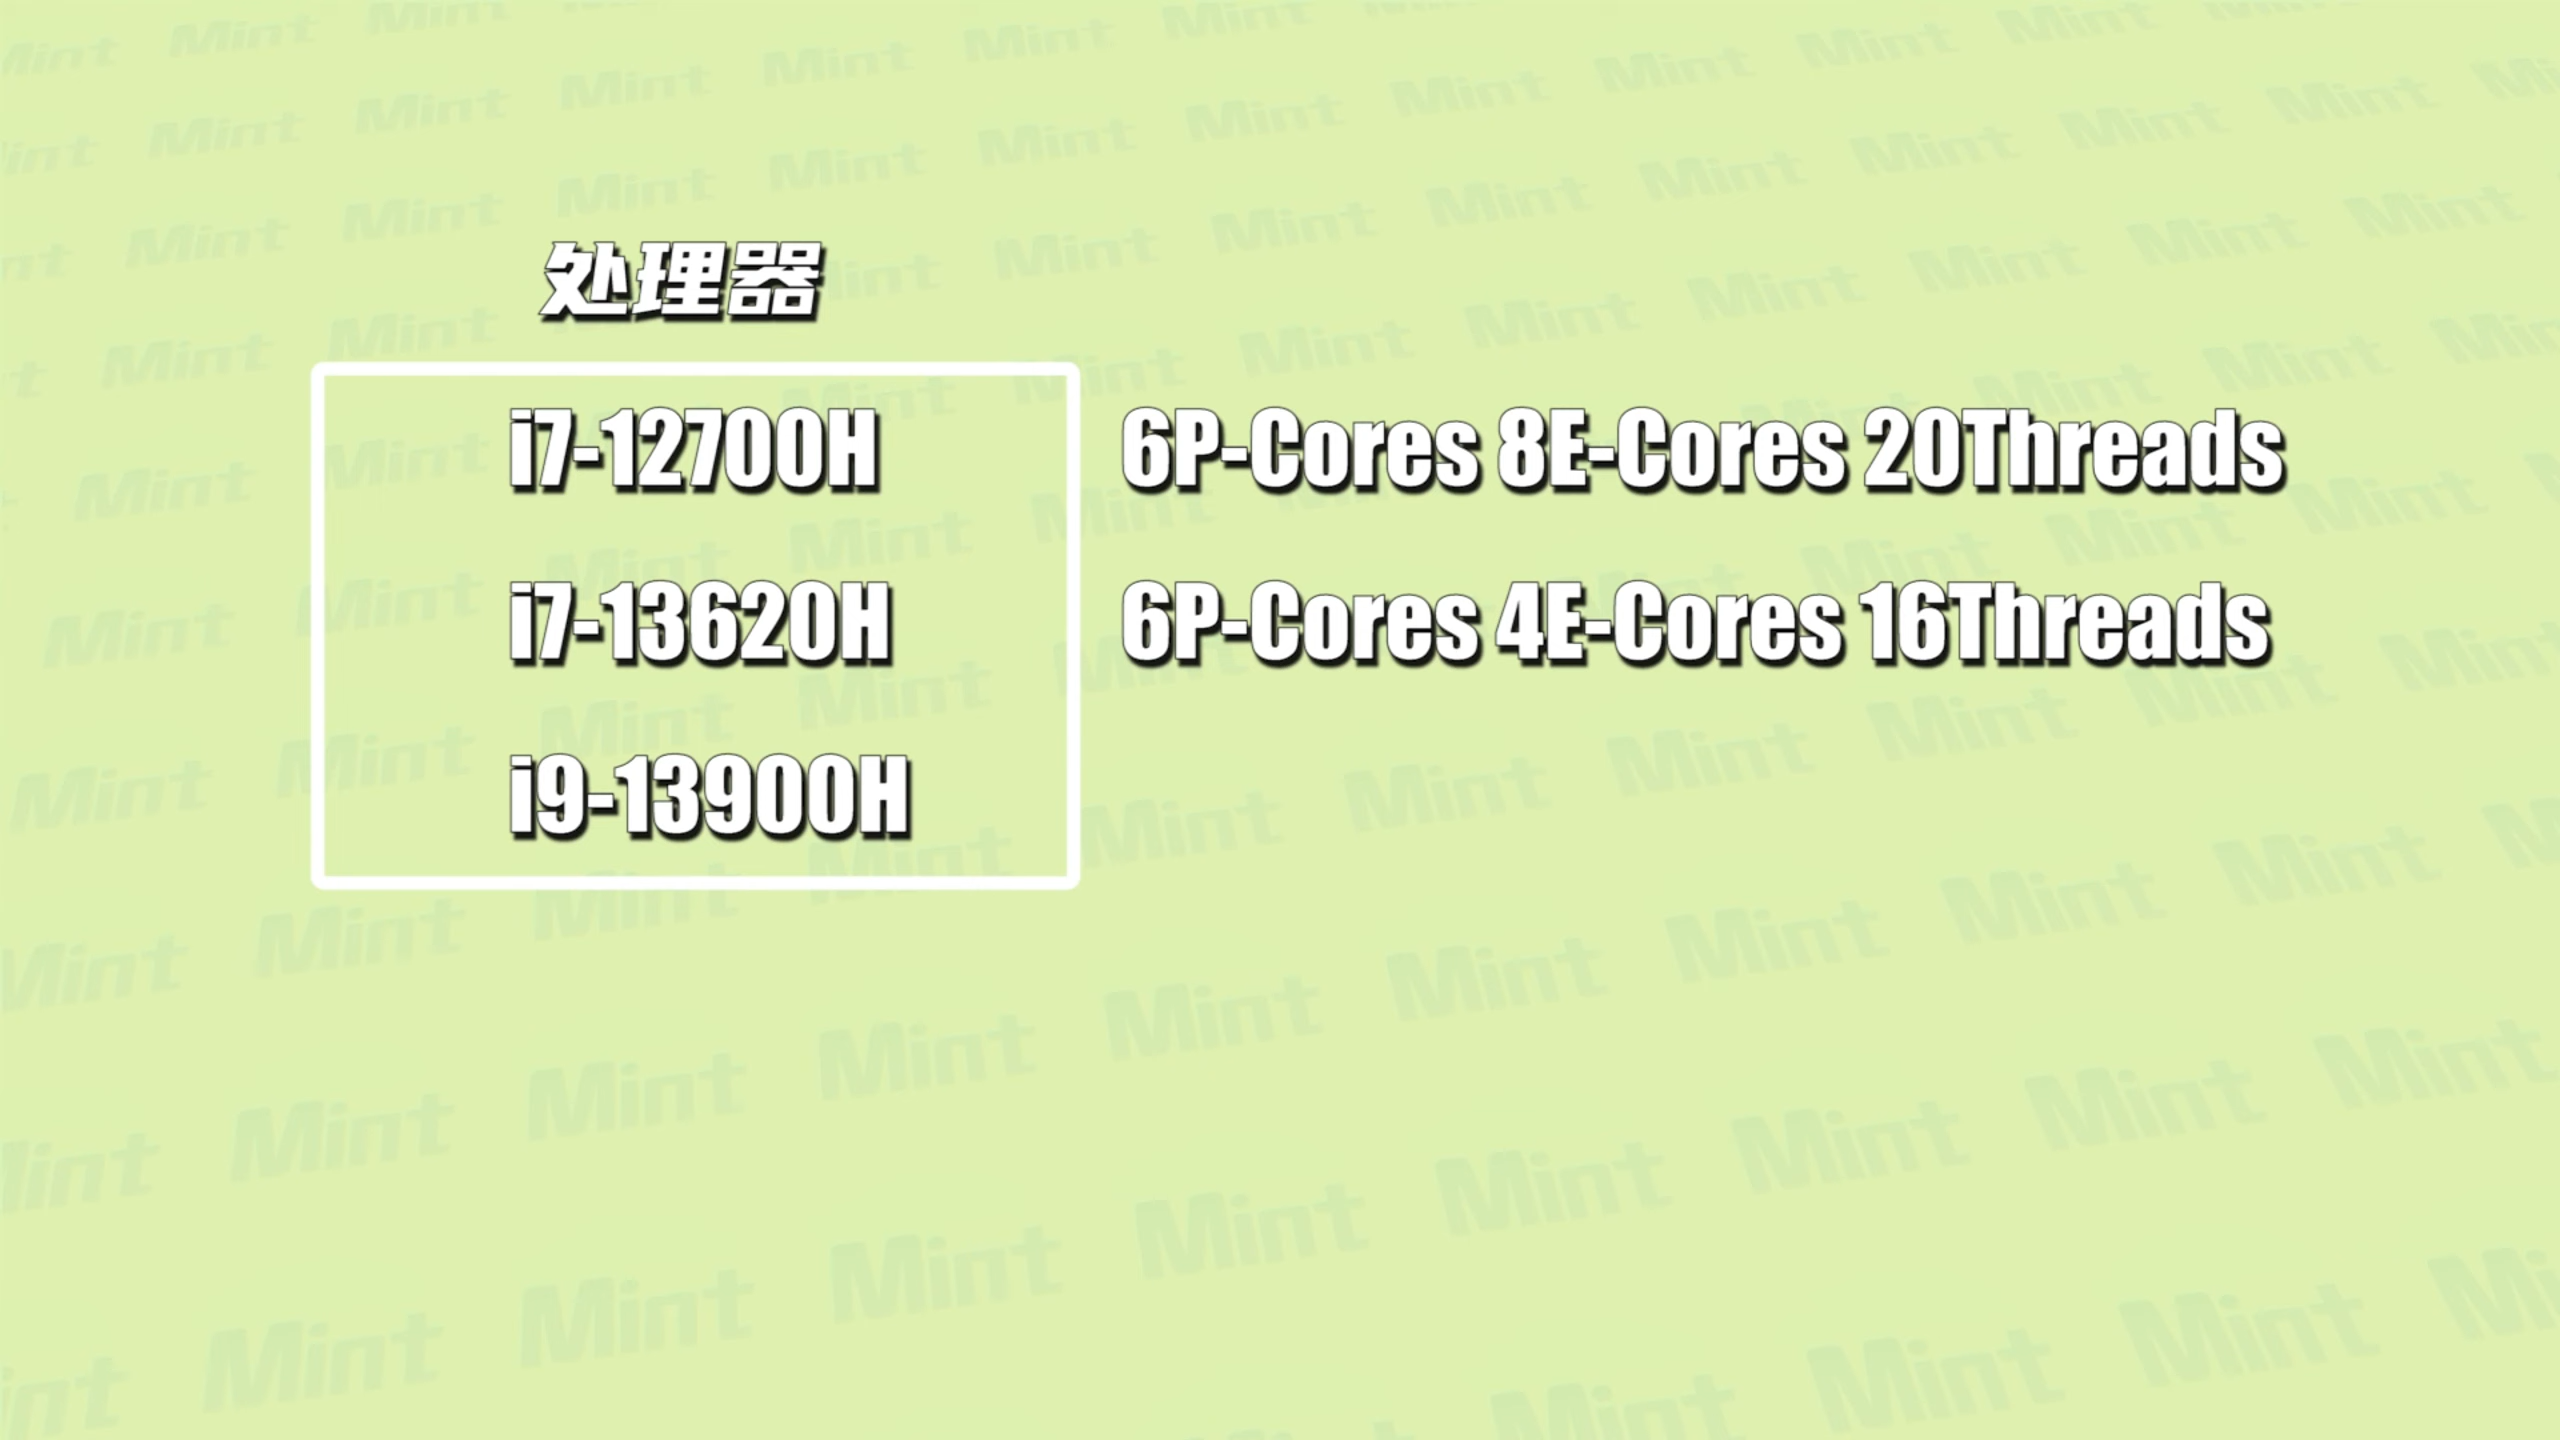 处理器
i7-12700H 6P-Cores 8E-Cores 20Threads
i7-13620H 6P-Cores 4E-Cores 16Threads
i9-13900H
Mint